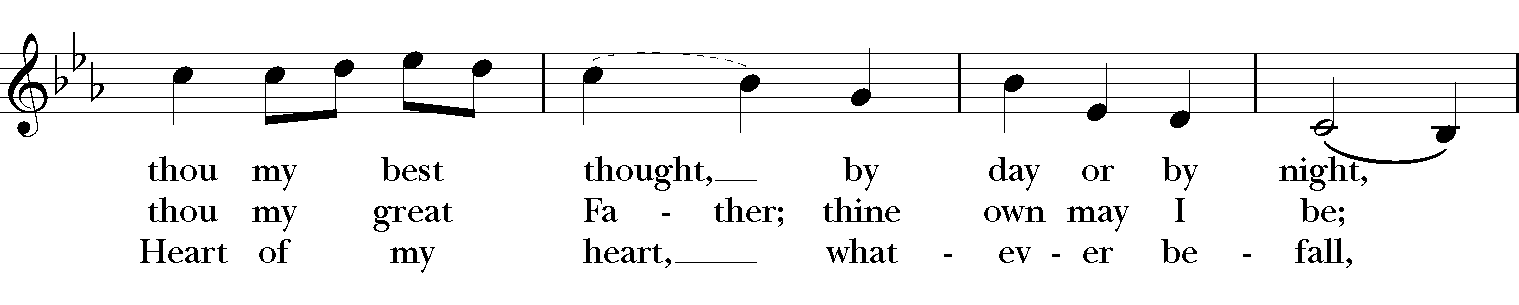 thou my best thought, by day or by night,
thou my great Fa - ther; thine own may I be;
Heart of my heart, what - ev - er be - fall,